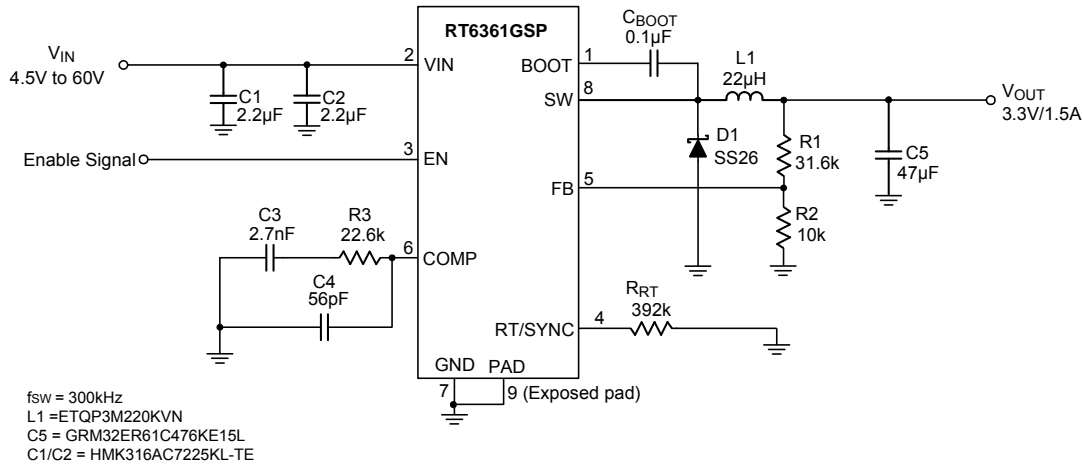 RT6361GSP
VIN
4.5V to 60V
2
VIN
C1
2.2µF
C2
2.2µF
Enable Signal
3
EN
C3
2.7nF
R3
22.6k
6
COMP
C4
56pF
BOOT
1
CBOOT
0.1µF
SW
8
L1
22µH
VOUT
3.3V/1.5A
D1
SS26
R1
31.6k
C5
47µF
FB
5
R2
10k
RT/SYNC
4
RRT
392k
GND
PAD
7
9 (Exposed pad)
fSW = 300kHz
L1 =ETQP3M220KVN
C5 = GRM32ER61C476KE15L
C1/C2 = HMK316AC7225KL-TE